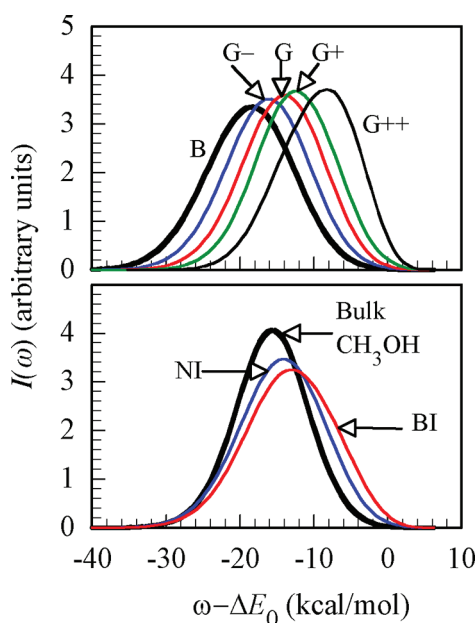 5
4
3
2
1
0
G− G G+
B
G++
I(ω) (arbitrary units)
4
3
2
1
0
Bulk
CH₃OH
NI
BI
-40 -30 -20 -10 0 10
ω−ΔE₀ (kcal/mol)